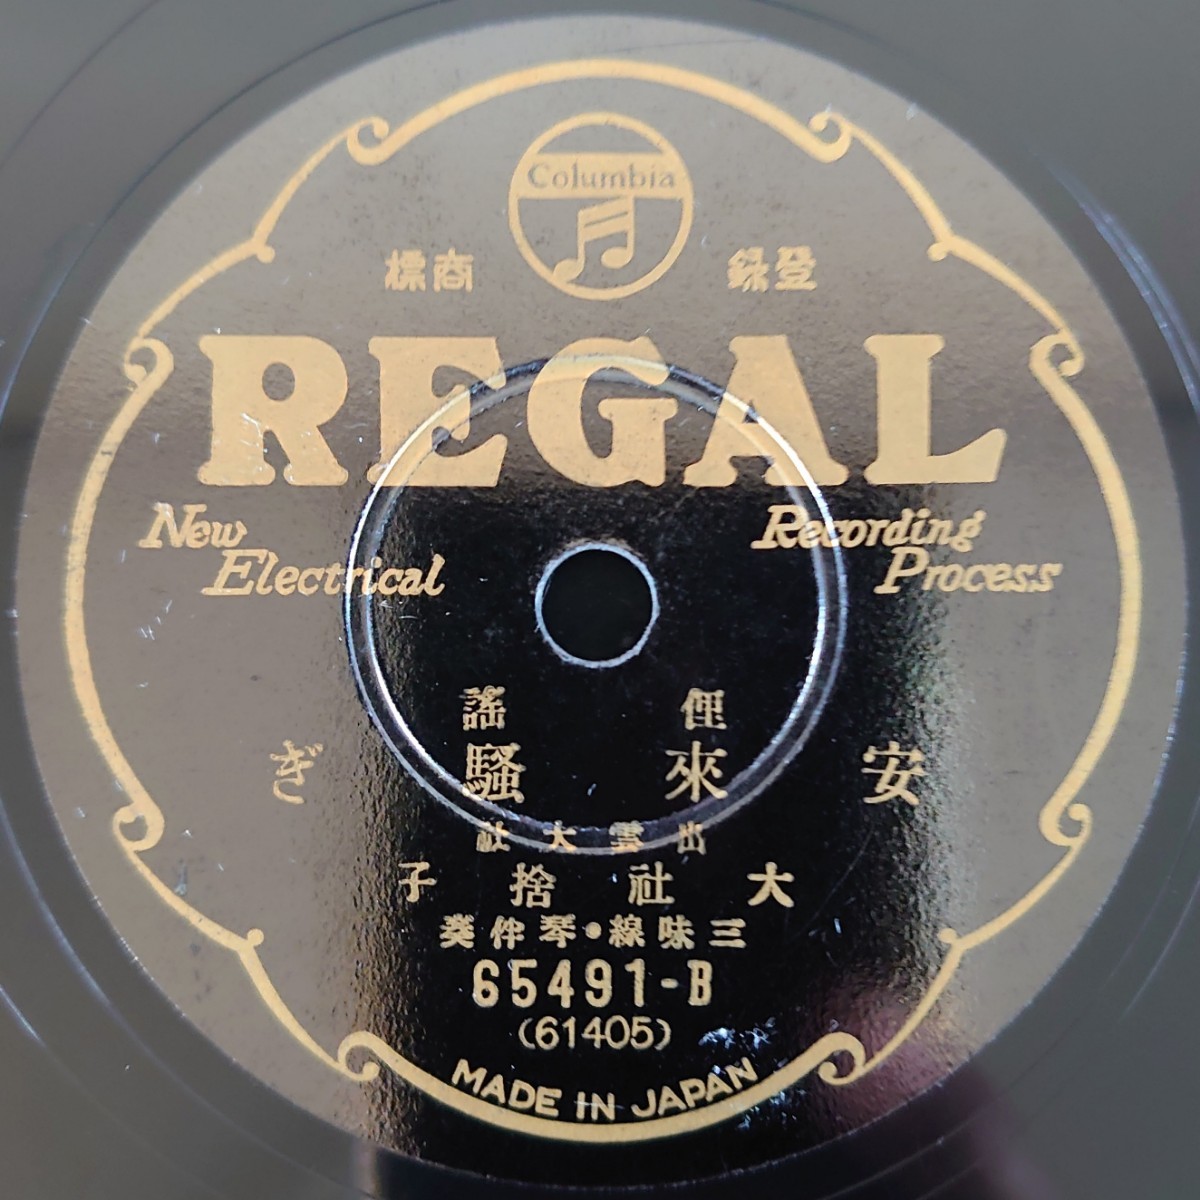 Columbia
登録 商標
REGAL
New Electrical
Recording Process
俚謠
安來騷ぎ
出雲大社
大社捨子
三味線・琴伴奏
65491-B
(61405)
MADE IN JAPAN